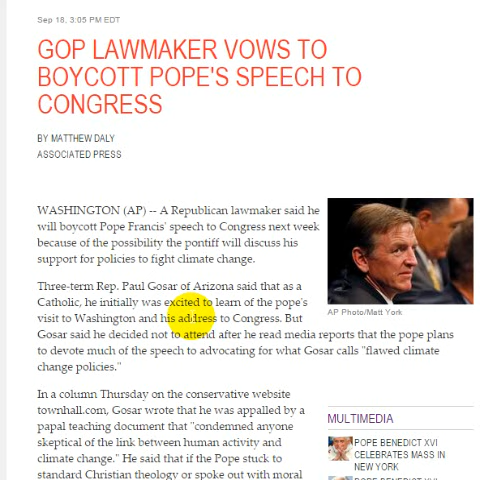 Sep 18, 3:05 PM EDT
GOP LAWMAKER VOWS TO
BOYCOTT POPE'S SPEECH TO
CONGRESS
BY MATTHEW DALY
ASSOCIATED PRESS
WASHINGTON (AP) -- A Republican lawmaker said he
will boycott Pope Francis' speech to Congress next week
because of the possibility the pontiff will discuss his
support for policies to fight climate change.
AP Photo/Matt York
Three-term Rep. Paul Gosar of Arizona said that as a
Catholic, he initially was excited to learn of the pope's
visit to Washington and his address to Congress. But
Gosar said he decided not to attend after he read media reports that the pope plans
to devote much of the speech to advocating for what Gosar calls "flawed climate
change policies."
In a column Thursday on the conservative website
townhall.com, Gosar wrote that he was appalled by a
papal teaching document that "condemned anyone
skeptical of the link between human activity and
climate change." He said that if the Pope stuck to
standard Christian theology or spoke out with moral
MULTIMEDIA
POPE BENEDICT XVI
CELEBRATES MASS IN
NEW YORK
POPE BENEDICT XVI